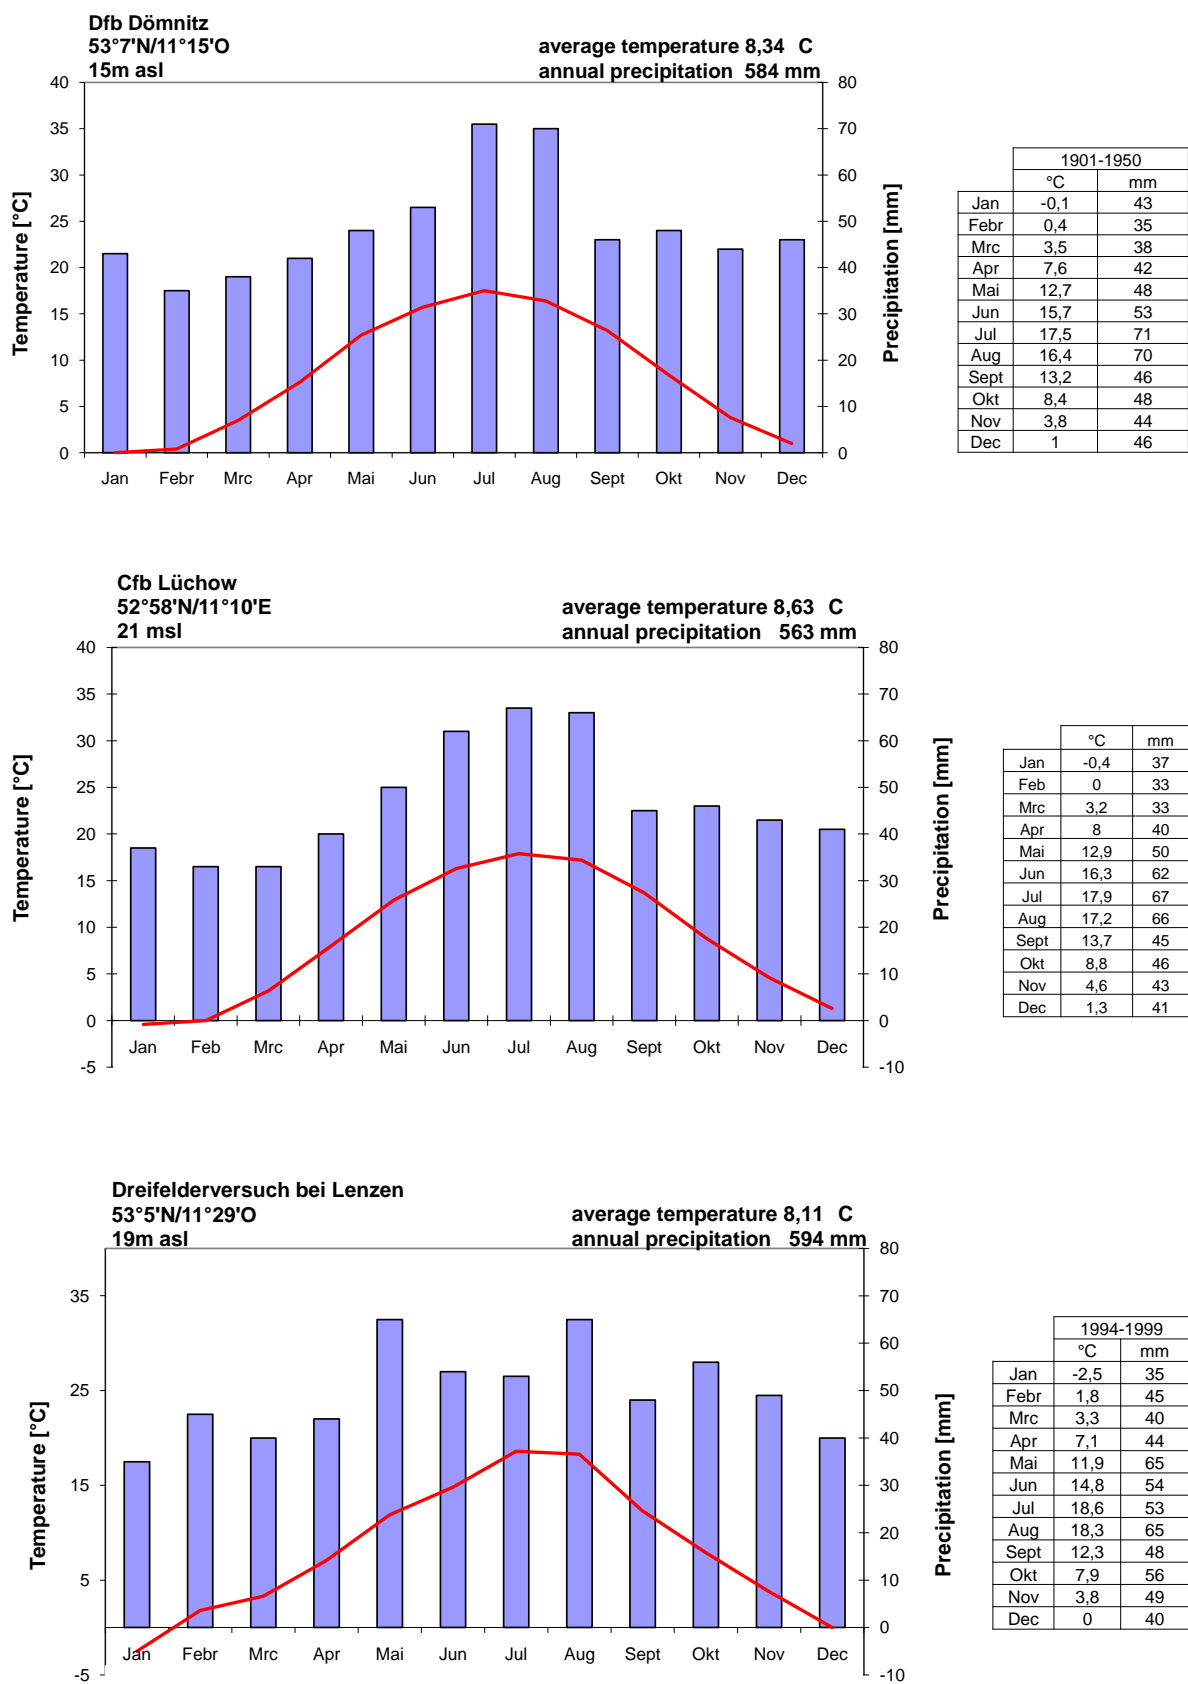 Dfb Dömnitz
53°7'N/11°15'O
15m asl
average temperature 8,34 C
annual precipitation 584 mm
Temperature [°C]
40
35
30
25
20
15
10
5
0
80
70
60
50
40
30
20
10
0
Precipitation [mm]
Jan Febr Mrc Apr Mai Jun Jul Aug Sept Okt Nov Dec
1901-1950
°C mm
Jan -0,1 43
Febr 0,4 35
Mrc 3,5 38
Apr 7,6 42
Mai 12,7 48
Jun 15,7 53
Jul 17,5 71
Aug 16,4 70
Sept 13,2 46
Okt 8,4 48
Nov 3,8 44
Dec 1 46
Cfb Lüchow
52°58'N/11°10'E
21 msl
average temperature 8,63 C
annual precipitation 563 mm
Temperature [°C]
40
35
30
25
20
15
10
5
0
-5
80
70
60
50
40
30
20
10
0
-10
Precipitation [mm]
Jan Feb Mrc Apr Mai Jun Jul Aug Sept Okt Nov Dec
°C mm
Jan -0,4 37
Feb 0 33
Mrc 3,2 33
Apr 8 40
Mai 12,9 50
Jun 16,3 62
Jul 17,9 67
Aug 17,2 66
Sept 13,7 45
Okt 8,8 46
Nov 4,6 43
Dec 1,3 41
Dreifelderversuch bei Lenzen
53°5'N/11°29'O
19m asl
average temperature 8,11 C
annual precipitation 594 mm
Temperature [°C]
35
25
15
5
-5
80
70
60
50
40
30
20
10
0
-10
Precipitation [mm]
Jan Febr Mrc Apr Mai Jun Jul Aug Sept Okt Nov Dec
1994-1999
°C mm
Jan -2,5 35
Febr 1,8 45
Mrc 3,3 40
Apr 7,1 44
Mai 11,9 65
Jun 14,8 54
Jul 18,6 53
Aug 18,3 65
Sept 12,3 48
Okt 7,9 56
Nov 3,8 49
Dec 0 40